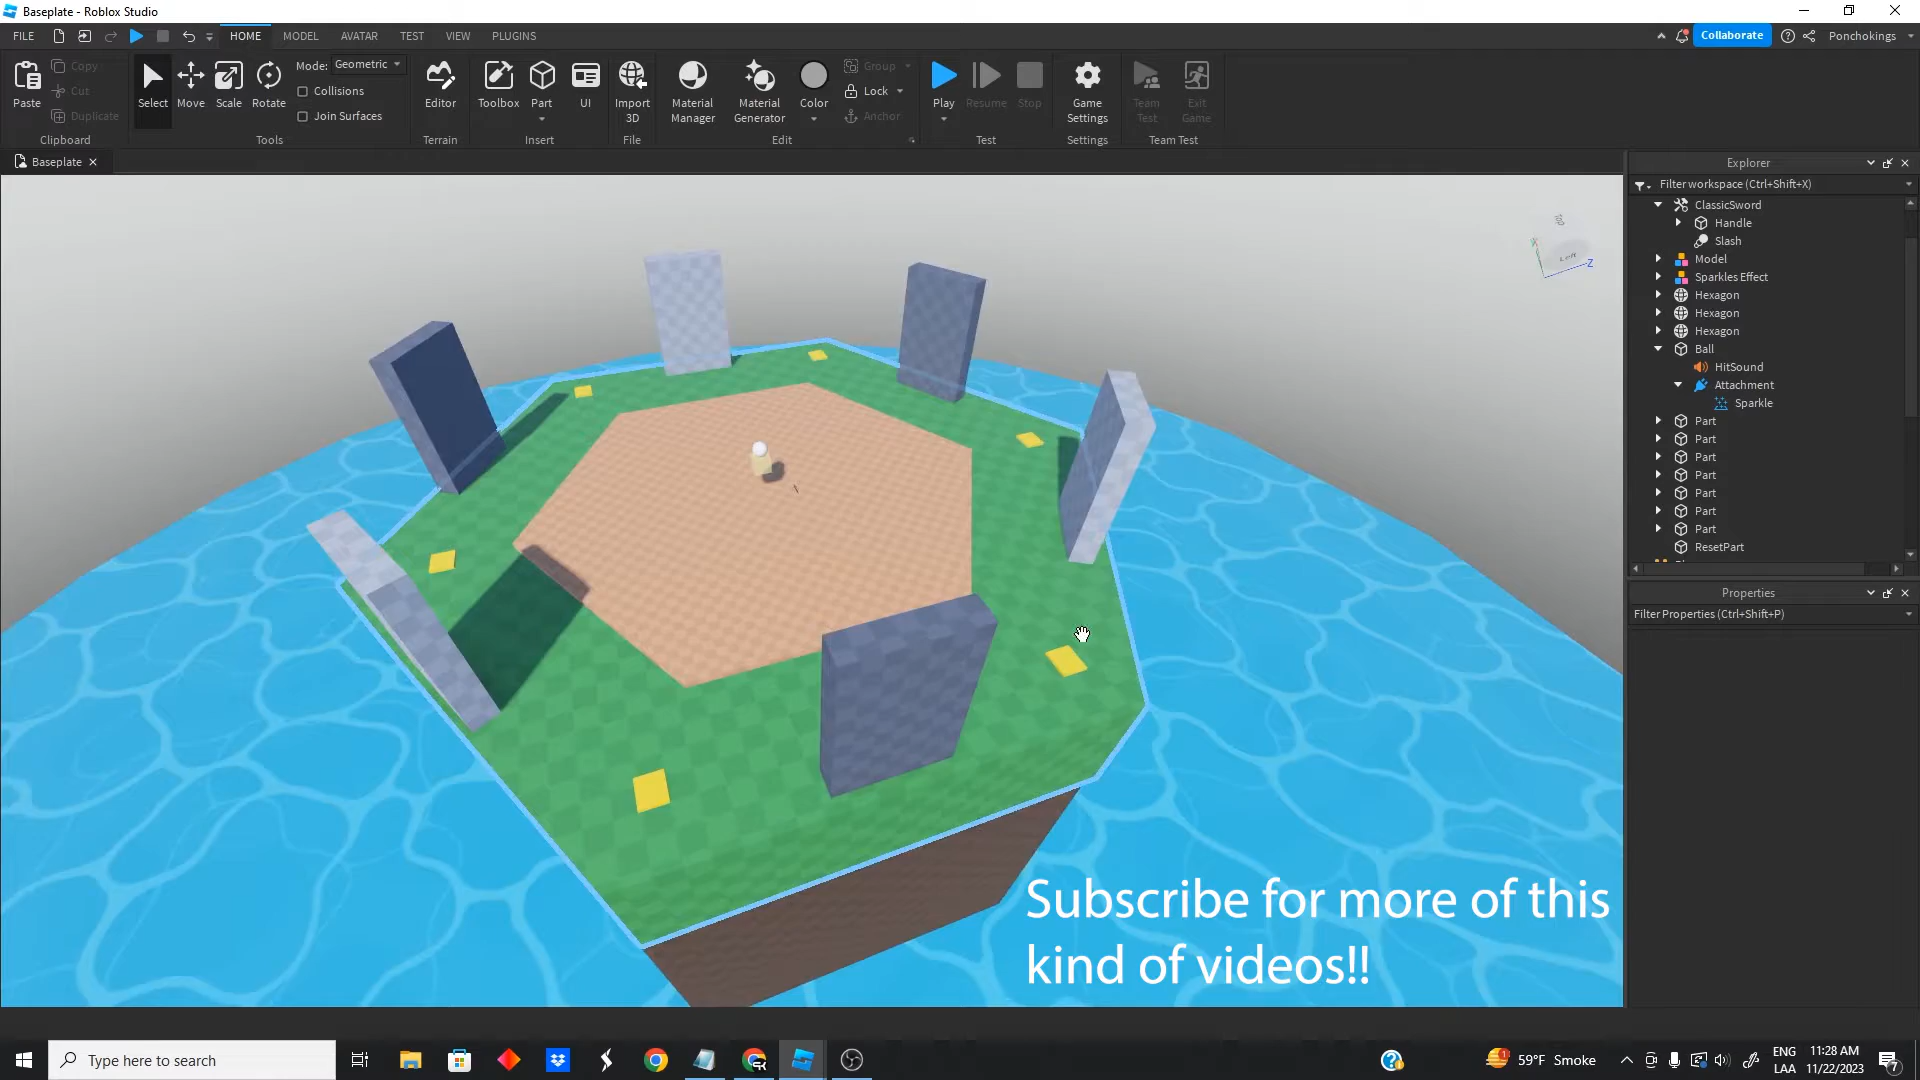 Baseplate - Roblox Studio
FILE HOME MODEL AVATAR TEST VIEW PLUGINS Collaborate Ponchokings
Paste Copy Cut Duplicate Clipboard
Select Move Scale Rotate Mode: Geometric Collisions Join Surfaces Tools
Editor Terrain
Toolbox Part UI Insert
Import 3D File
Material Manager Material Generator Color Group Lock Anchor Edit
Play Resume Stop Test
Game Settings Settings
Team Test Exit Game Team Test
Baseplate
Explorer
Filter workspace (Ctrl+Shift+X)
ClassicSword
Handle
Slash
Model
Sparkles Effect
Hexagon
Hexagon
Hexagon
Ball
HitSound
Attachment
Sparkle
Part
Part
Part
Part
Part
Part
Part
ResetPart
Properties
Filter Properties (Ctrl+Shift+P)
Left
Z
Subscribe for more of this
kind of videos!!
Type here to search
59°F Smoke
ENG
LAA
11:28 AM
11/22/2023
7